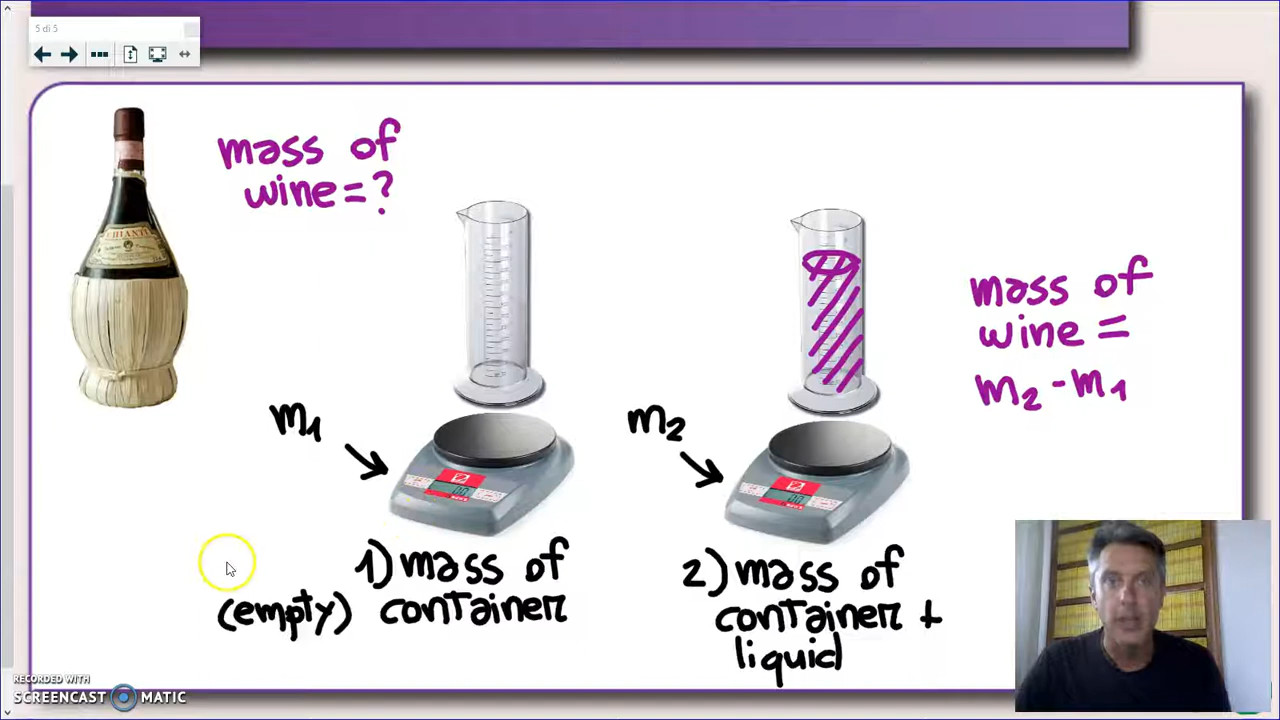 5 di 5
mass of
wine = ?
CHIANTI
mass of
wine =
m2 - m1
m1
m2
1) mass of
(empty) container
2) mass of
container +
liquid
RECORDED WITH
SCREENCAST MATIC